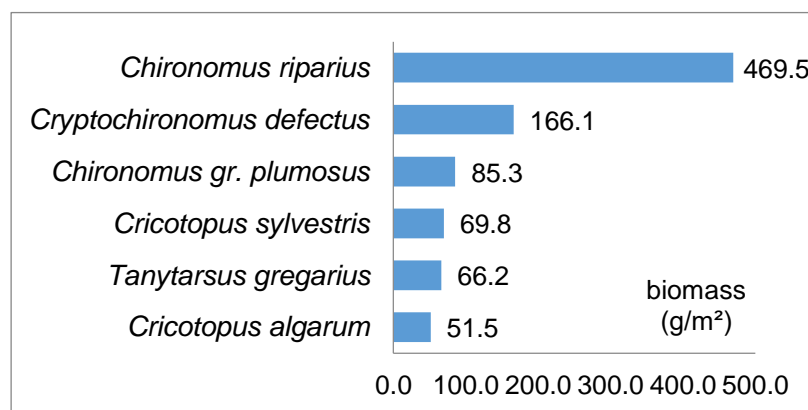 Chironomus riparius
469.5
Cryptochironomus defectus
166.1
Chironomus gr. plumosus
85.3
Cricotopus sylvestris
69.8
Tanytarsus gregarius
66.2
Cricotopus algarum
51.5
biomass
(g/m²)
0.0 100.0 200.0 300.0 400.0 500.0